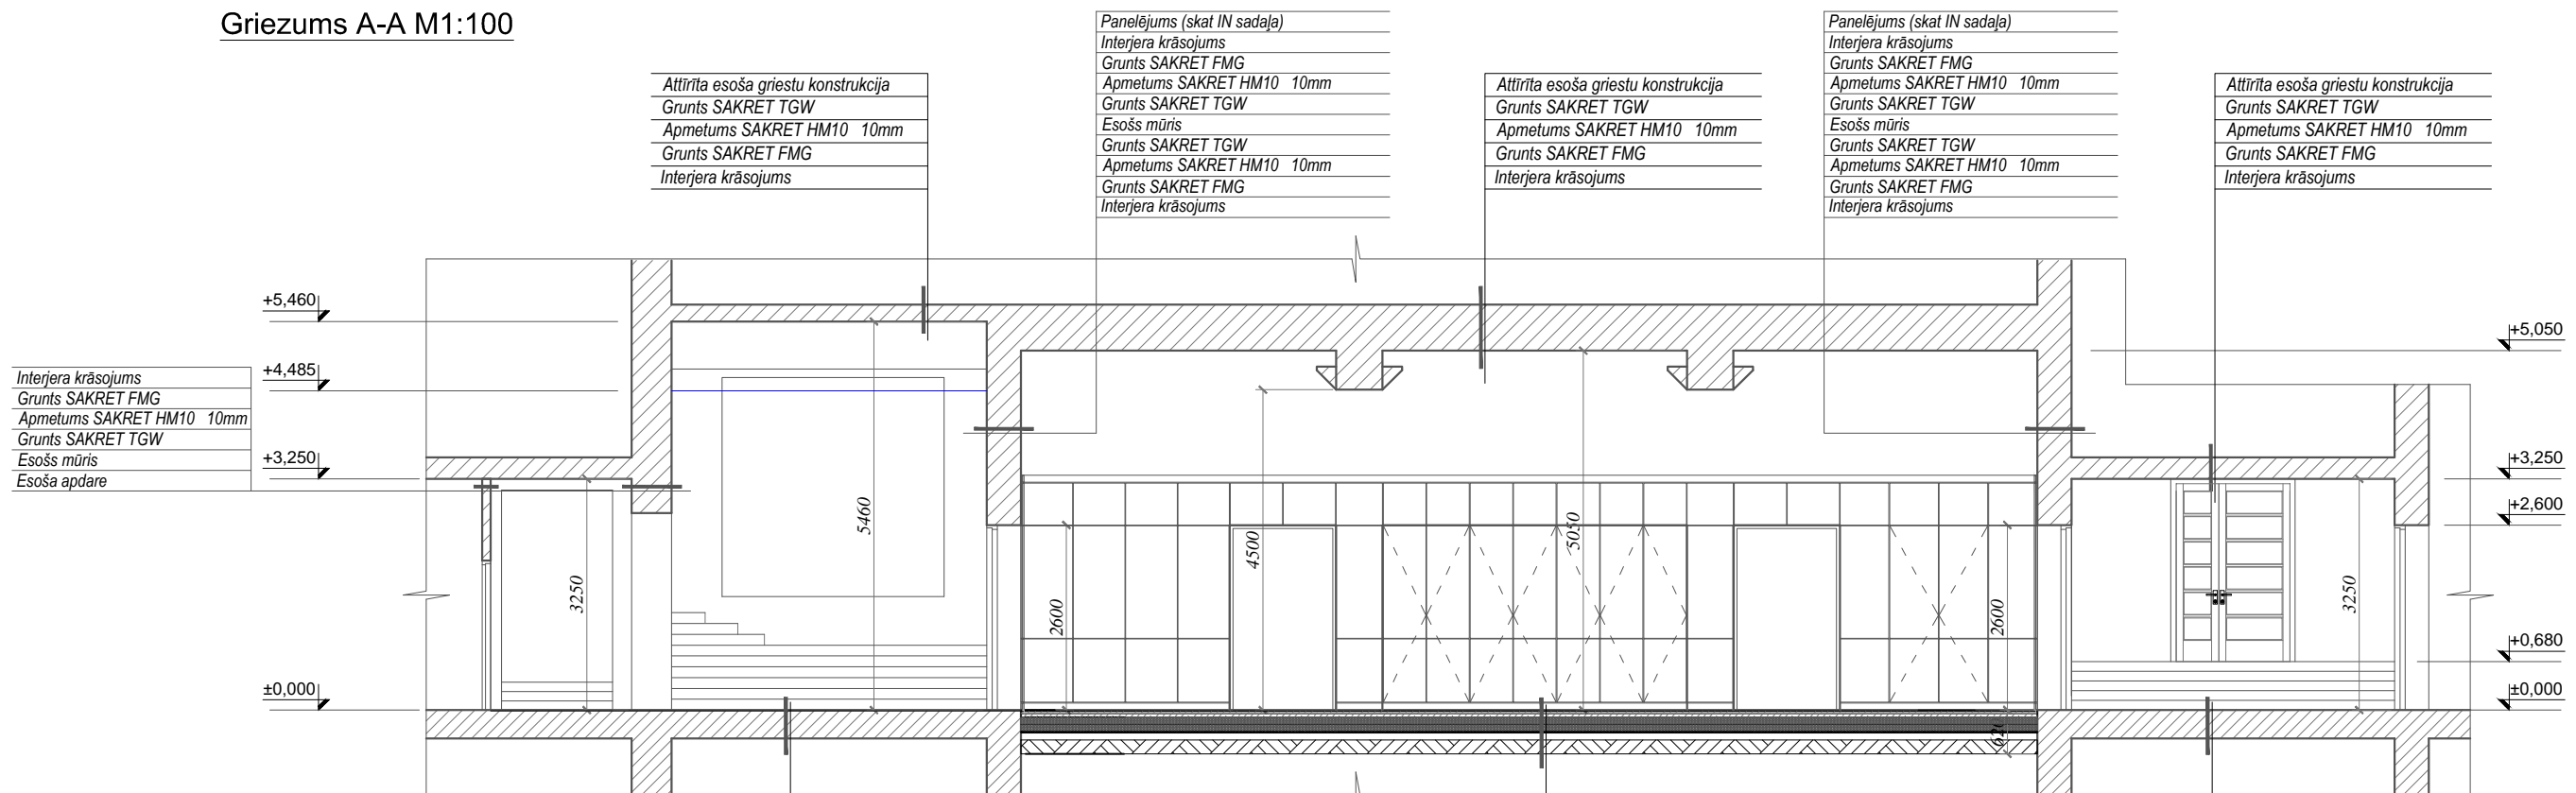 Griezums A-A M1:100
Attīrīta esoša griestu konstrukcija
Grunts SAKRET TGW
Apmetums SAKRET HM10 10mm
Grunts SAKRET FMG
Interjera krāsojums
Panelējums (skat IN sadaļa)
Interjera krāsojums
Grunts SAKRET FMG
Apmetums SAKRET HM10 10mm
Grunts SAKRET TGW
Esošs mūris
Grunts SAKRET TGW
Apmetums SAKRET HM10 10mm
Grunts SAKRET FMG
Interjera krāsojums
Attīrīta esoša griestu konstrukcija
Grunts SAKRET TGW
Apmetums SAKRET HM10 10mm
Grunts SAKRET FMG
Interjera krāsojums
Panelējums (skat IN sadaļa)
Interjera krāsojums
Grunts SAKRET FMG
Apmetums SAKRET HM10 10mm
Grunts SAKRET TGW
Esošs mūris
Grunts SAKRET TGW
Apmetums SAKRET HM10 10mm
Grunts SAKRET FMG
Interjera krāsojums
Attīrīta esoša griestu konstrukcija
Grunts SAKRET TGW
Apmetums SAKRET HM10 10mm
Grunts SAKRET FMG
Interjera krāsojums
Interjera krāsojums
Grunts SAKRET FMG
Apmetums SAKRET HM10 10mm
Grunts SAKRET TGW
Esošs mūris
Esoša apdare
+5,460
+4,485
+3,250
±0,000
3250
5460
2600
4500
5050
2600
620
3250
+5,050
+3,250
+2,600
+0,680
±0,000